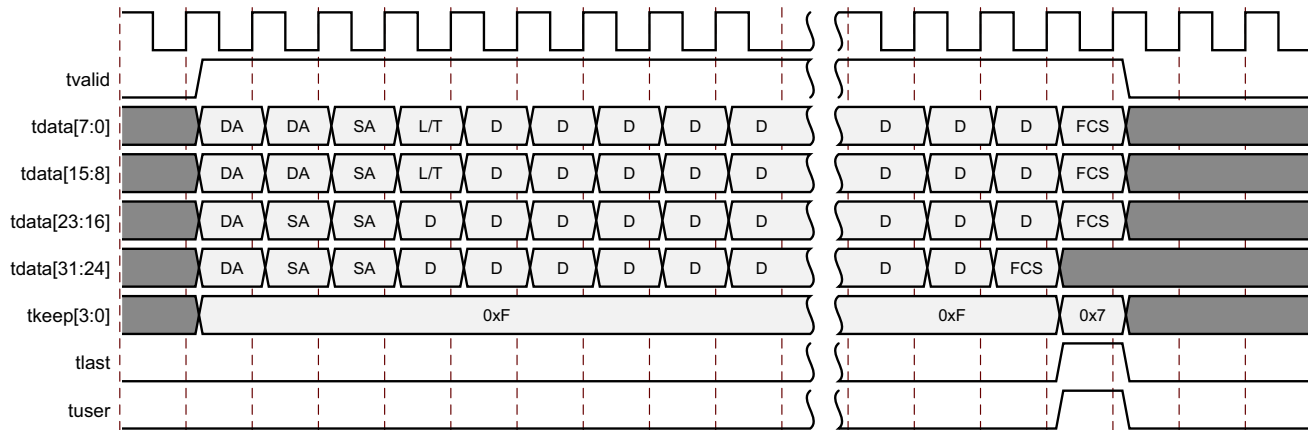 tvalid
tdata[7:0] DA DA SA L/T D D D D D D D D FCS
tdata[15:8] DA DA SA L/T D D D D D D D D FCS
tdata[23:16] DA SA SA D D D D D D D D D FCS
tdata[31:24] DA SA SA D D D D D D D D FCS
tkeep[3:0] 0xF 0xF 0x7
tlast
tuser